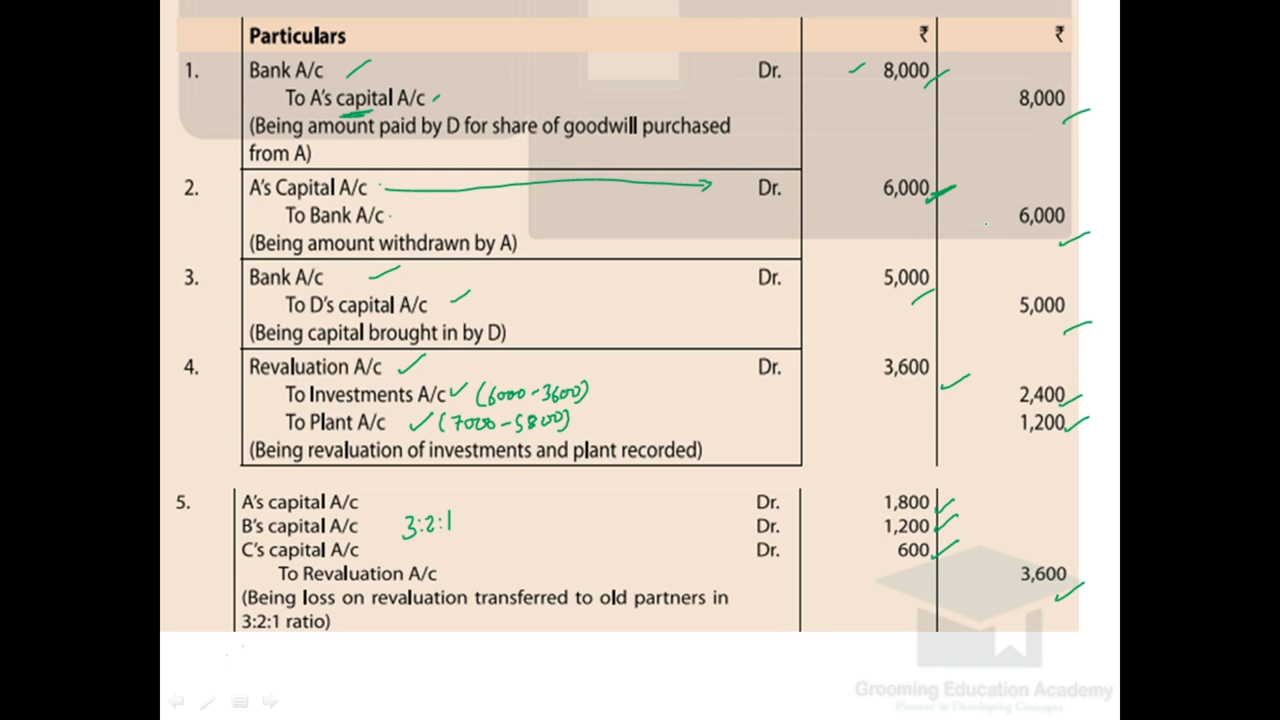 Particulars ₹ ₹
1. Bank A/c Dr. 8,000
To A's capital A/c 8,000
(Being amount paid by D for share of goodwill purchased
from A)
2. A's Capital A/c Dr. 6,000
To Bank A/c 6,000
(Being amount withdrawn by A)
3. Bank A/c Dr. 5,000
To D's capital A/c 5,000
(Being capital brought in by D)
4. Revaluation A/c Dr. 3,600
To Investments A/c (6000-3600) 2,400
To Plant A/c (7000-5800) 1,200
(Being revaluation of investments and plant recorded)
5. A's capital A/c Dr. 1,800
B's capital A/c 3:2:1 Dr. 1,200
C's capital A/c Dr. 600
To Revaluation A/c 3,600
(Being loss on revaluation transferred to old partners in
3:2:1 ratio)
Grooming Education Academy
Pioneer in Developing Concepts